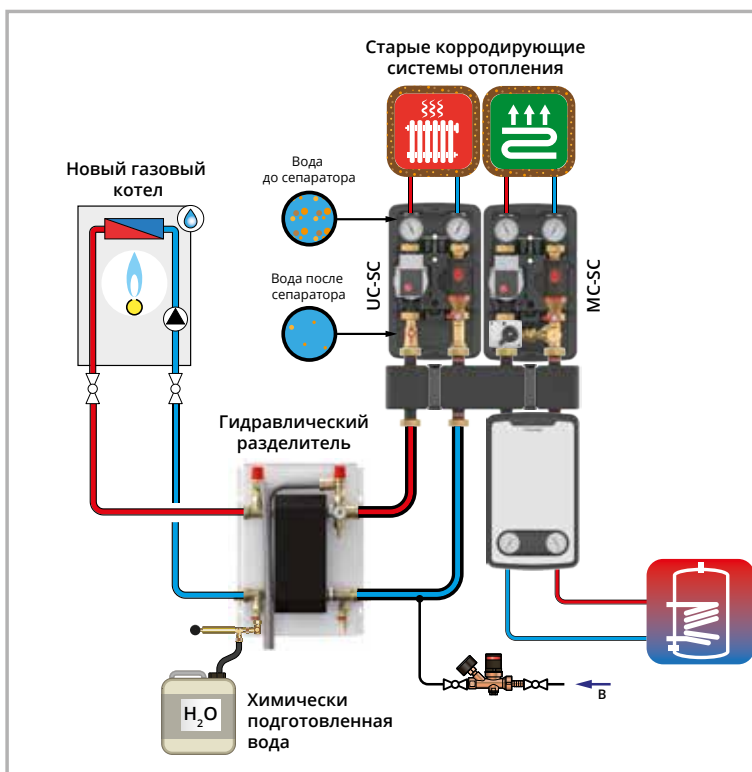 Старые корродирующие
системы отопления
Новый газовый
котел
Вода
до сепаратора
Вода после
сепаратора
UC-SC
MC-SC
Гидравлический
разделитель
H₂O
Химически
подготовленная
вода
В